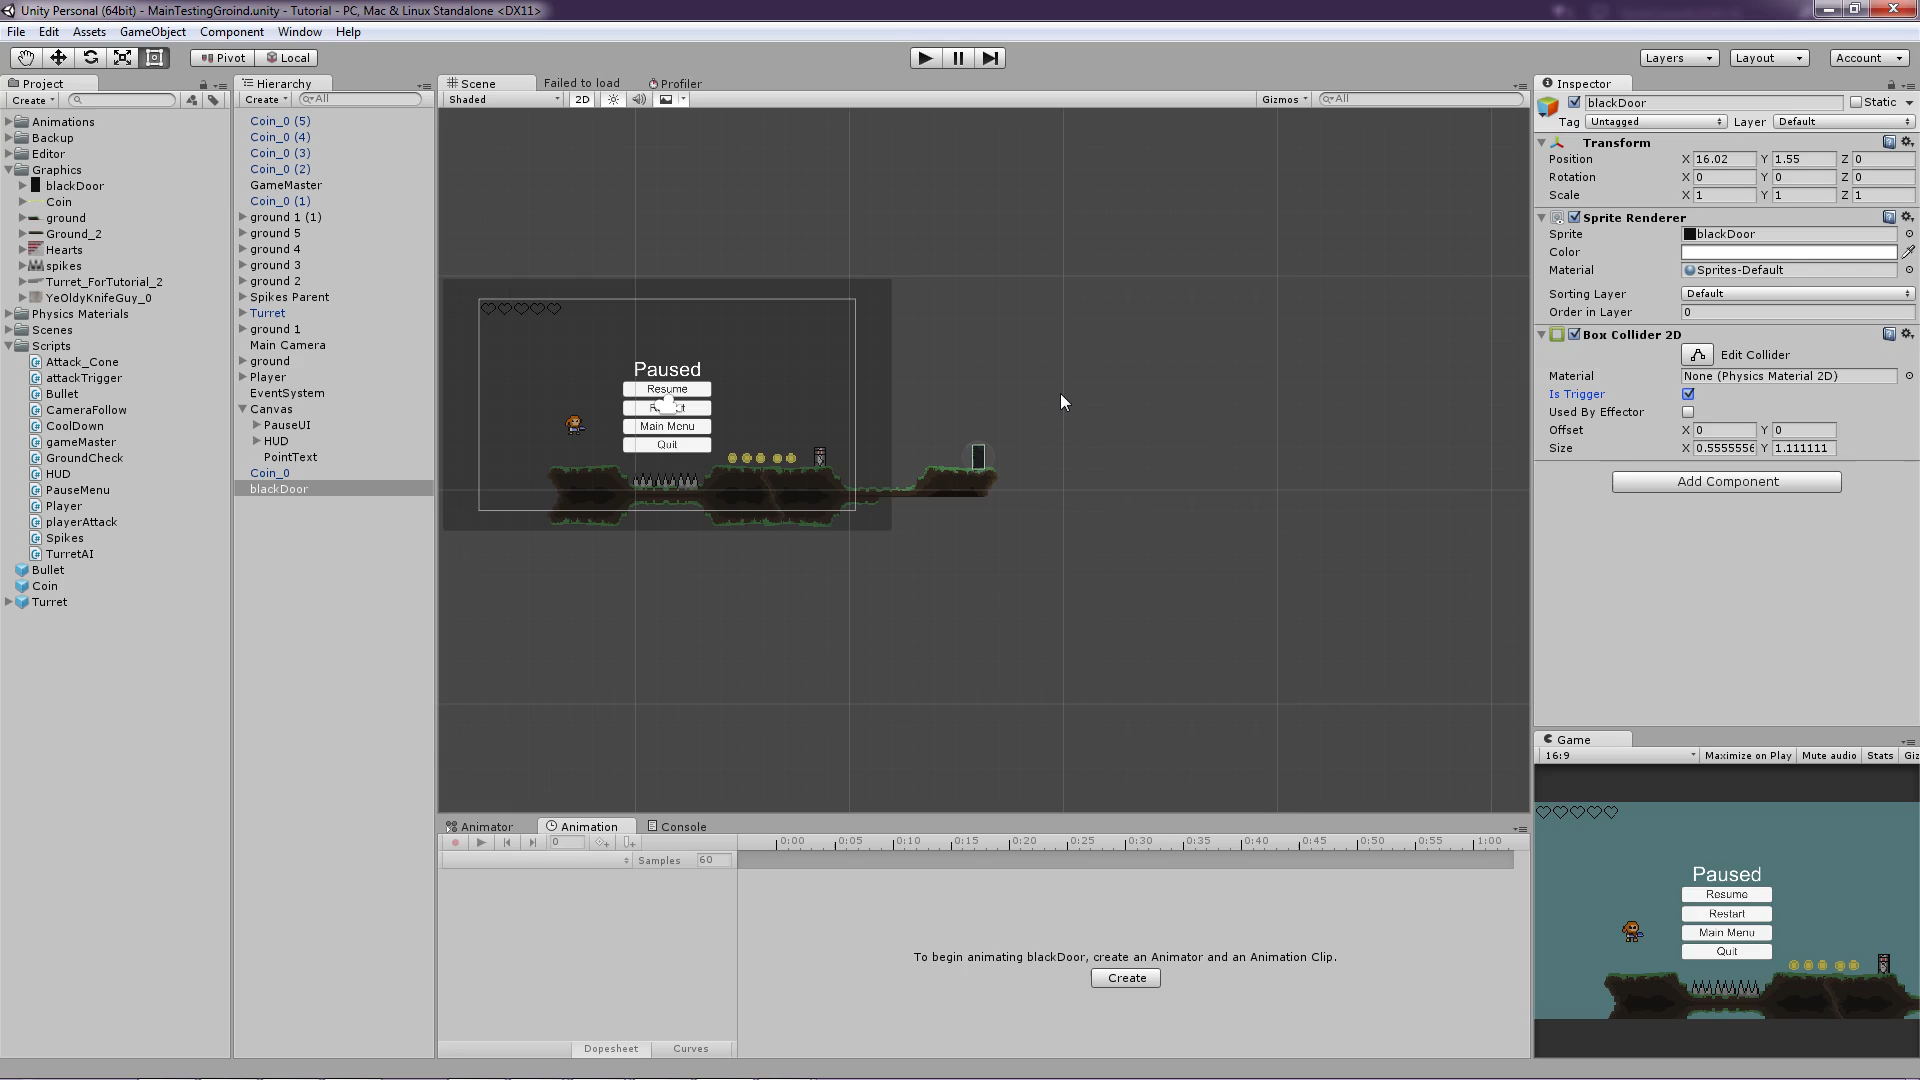 Unity Personal (64bit) - MainTestingGroind.unity - Tutorial - PC, Mac & Linux Standalone <DX11>
File Edit Assets GameObject Component Window Help
Pivot Local Layers Layout Account
Project
Create
Animations
Backup
Editor
Graphics
blackDoor
Coin
ground
Ground_2
Hearts
spikes
Turret_ForTutorial_2
YeOldyKnifeGuy_0
Physics Materials
Scenes
Scripts
Attack_Cone
attackTrigger
Bullet
CameraFollow
CoolDown
gameMaster
GroundCheck
HUD
PauseMenu
Player
playerAttack
Spikes
TurretAI
Bullet
Coin
Turret
Hierarchy
Create All
Coin_0 (5)
Coin_0 (4)
Coin_0 (3)
Coin_0 (2)
GameMaster
Coin_0 (1)
ground 1 (1)
ground 5
ground 4
ground 3
ground 2
Spikes Parent
Turret
ground 1
Main Camera
ground
Player
EventSystem
Canvas
PauseUI
HUD
PointText
Coin_0
blackDoor
Scene Failed to load Profiler
Shaded 2D Gizmos All
Paused
Resume
Main Menu
Quit
Animator Animation Console
0 0:00 0:05 0:10 0:15 0:20 0:25 0:30 0:35 0:40 0:45 0:50 0:55 1:00
Samples 60
To begin animating blackDoor, create an Animator and an Animation Clip.
Create
Dopesheet Curves
Inspector
blackDoor Static
Tag Untagged Layer Default
Transform
Position X 16.02 Y 1.55 Z 0
Rotation X 0 Y 0 Z 0
Scale X 1 Y 1 Z 1
Sprite Renderer
Sprite blackDoor
Color
Material Sprites-Default
Sorting Layer Default
Order in Layer 0
Box Collider 2D
Edit Collider
Material None (Physics Material 2D)
Is Trigger
Used By Effector
Offset X 0 Y 0
Size X 0.5555556 Y 1.111111
Add Component
Game
16:9 Maximize on Play Mute audio Stats Giz
Paused
Resume
Restart
Main Menu
Quit